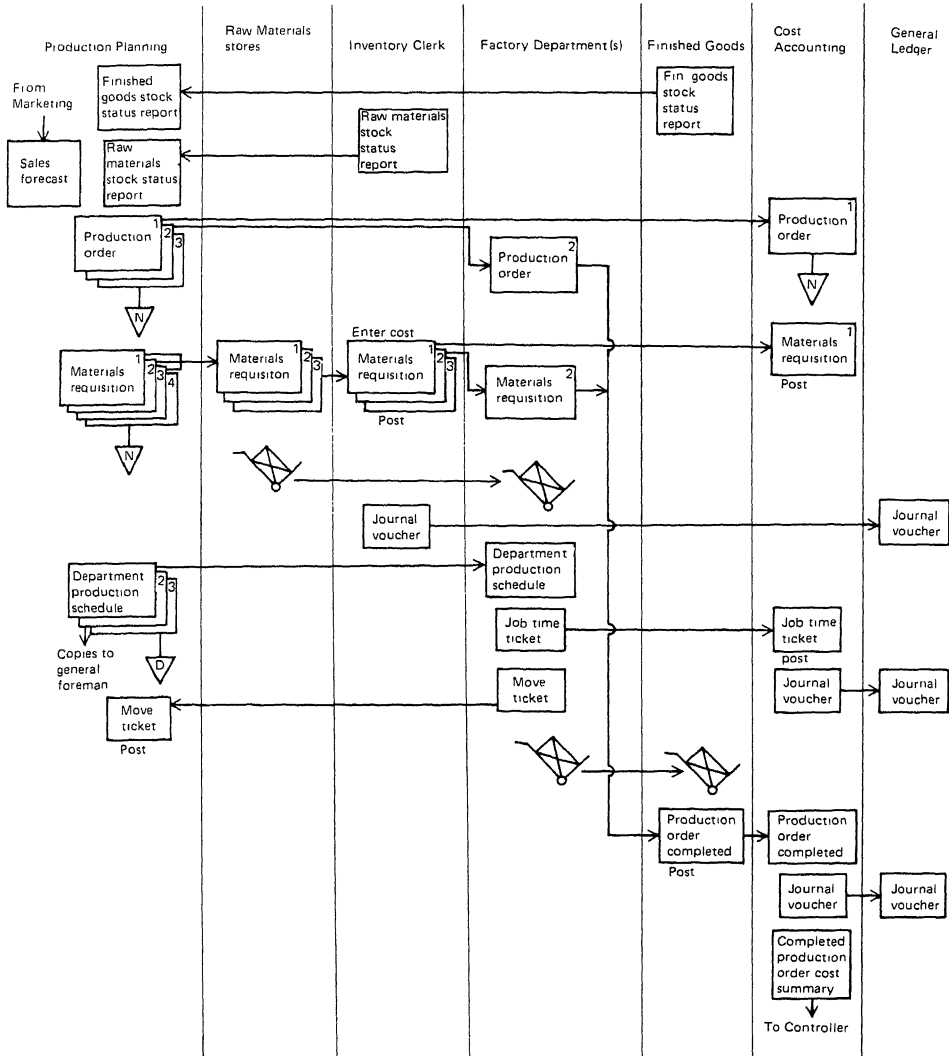 Production Planning
Raw Materials
stores
Inventory Clerk
Factory Department(s)
Finished Goods
Cost
Accounting
General
Ledger
From
Marketing
Sales
forecast
Finished
goods stock
status report
Fin goods
stock
status
report
Raw materials
stock
status
report
Raw
materials
stock status
report
Production
order
1
2
3
N
Production
order
2
Production
order
1
N
Materials
requisition
1
2
3
4
N
Materials
requisiton
1
2
3
Enter cost
Materials
requisition
1
2
3
Post
Materials
requisition
2
Materials
requisition
1
Post
Journal
voucher
Journal
voucher
Department
production
schedule
1
2
3
Copies to
general
foreman
D
Department
production
schedule
Job time
ticket
Job time
ticket
post
Journal
voucher
Journal
voucher
Move
ticket
Move
ticket
Post
Production
order
completed
Post
Production
order
completed
Journal
voucher
Journal
voucher
Completed
production
order cost
summary
To Controller